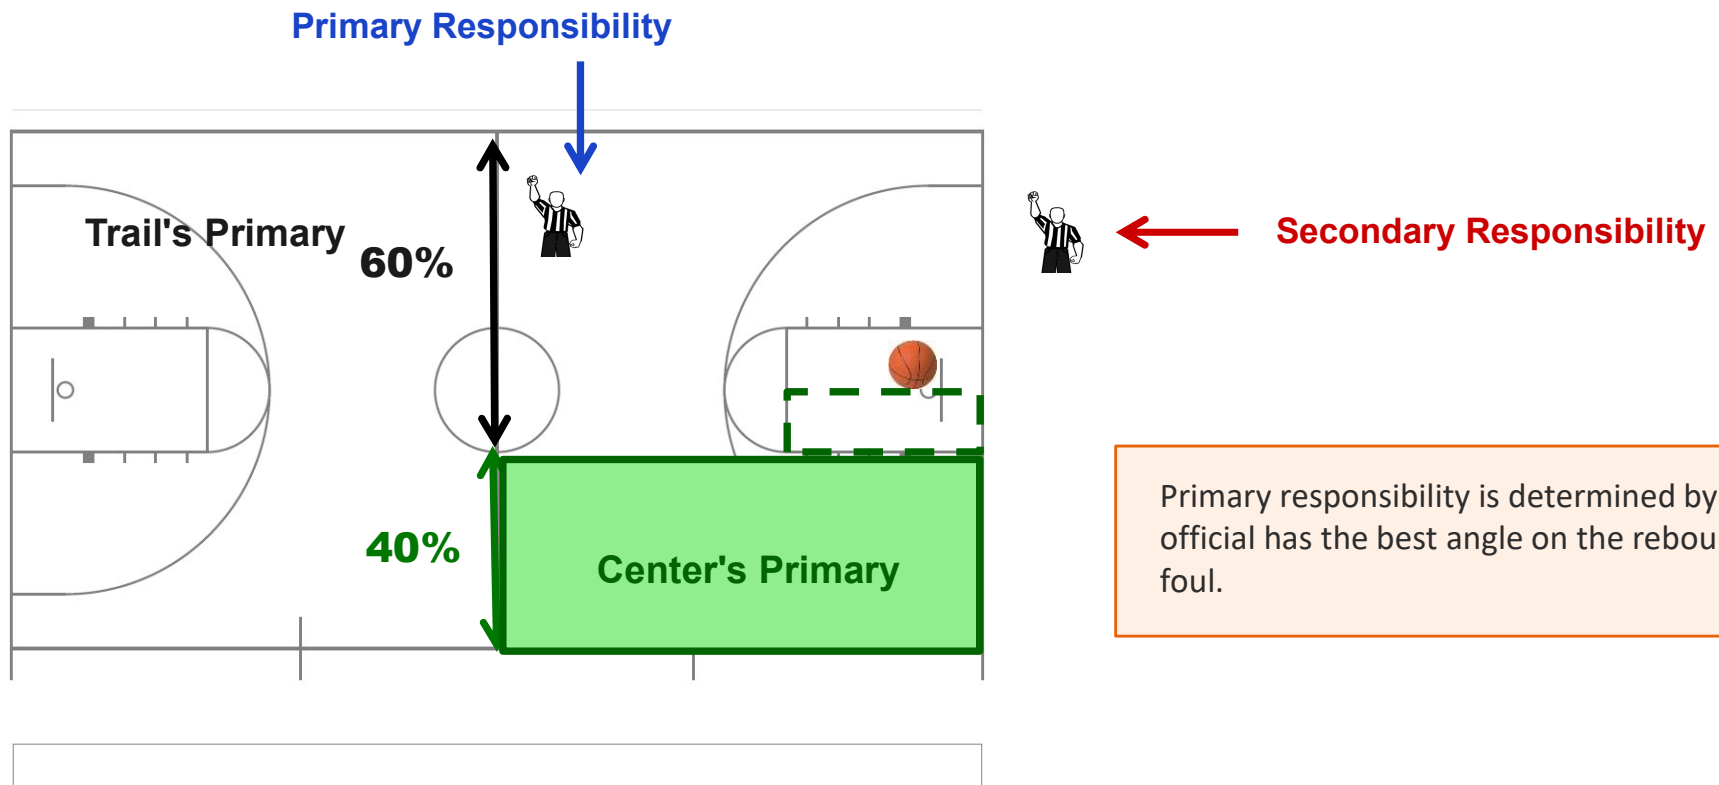 Primary Responsibility
Trail's Primary
60%
Secondary Responsibility
40%
Center's Primary
Primary responsibility is determined by
official has the best angle on the
foul.